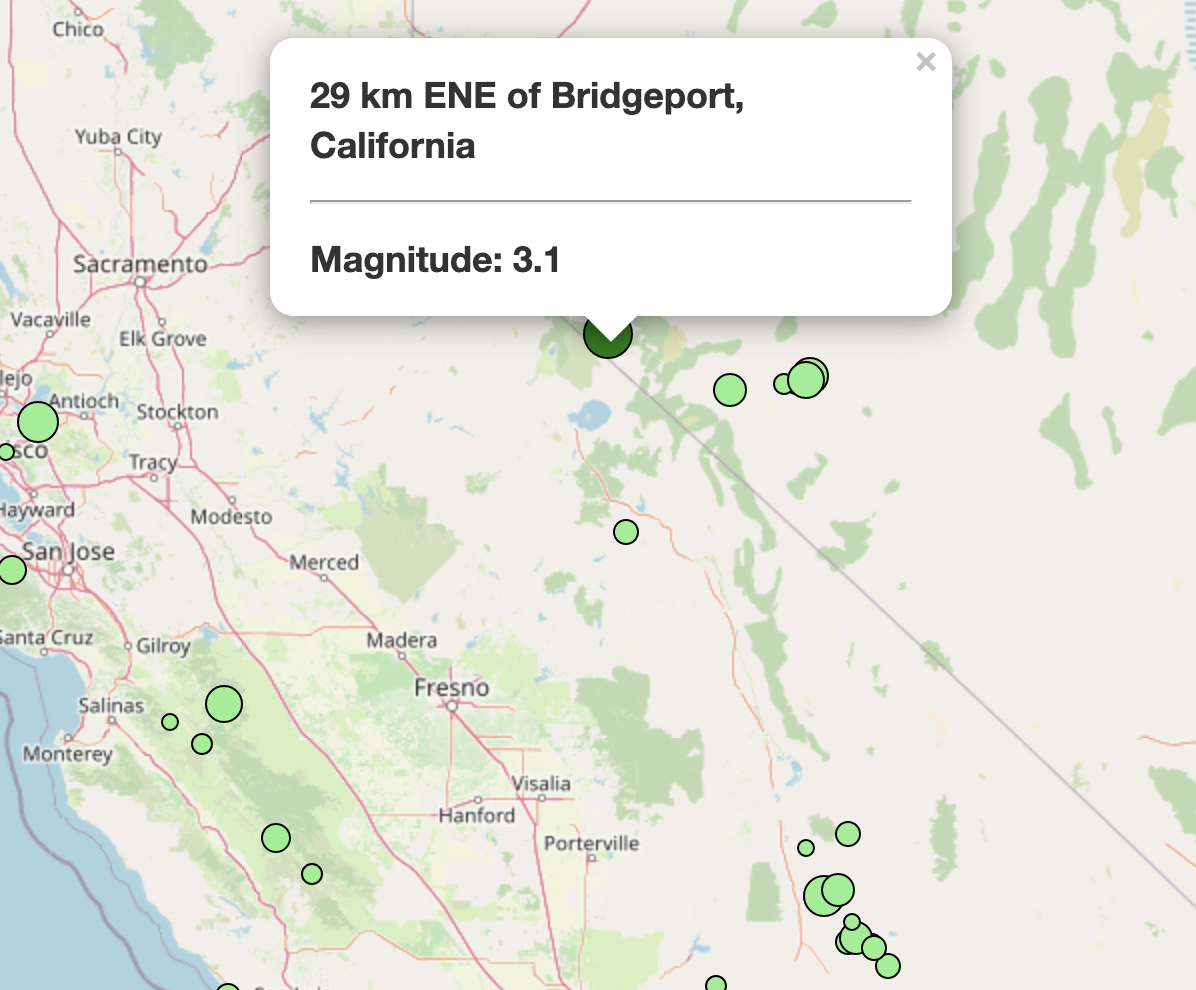 Chico
×
29 km ENE of Bridgeport,
California
Yuba City
Magnitude: 3.1
Sacramento
Vacaville
Elk Grove
lejo
Antioch
Stockton
sco
Tracy
Hayward
Modesto
San Jose
Merced
Santa Cruz
Gilroy
Madera
Fresno
Salinas
Monterey
Visalia
Hanford
Porterville